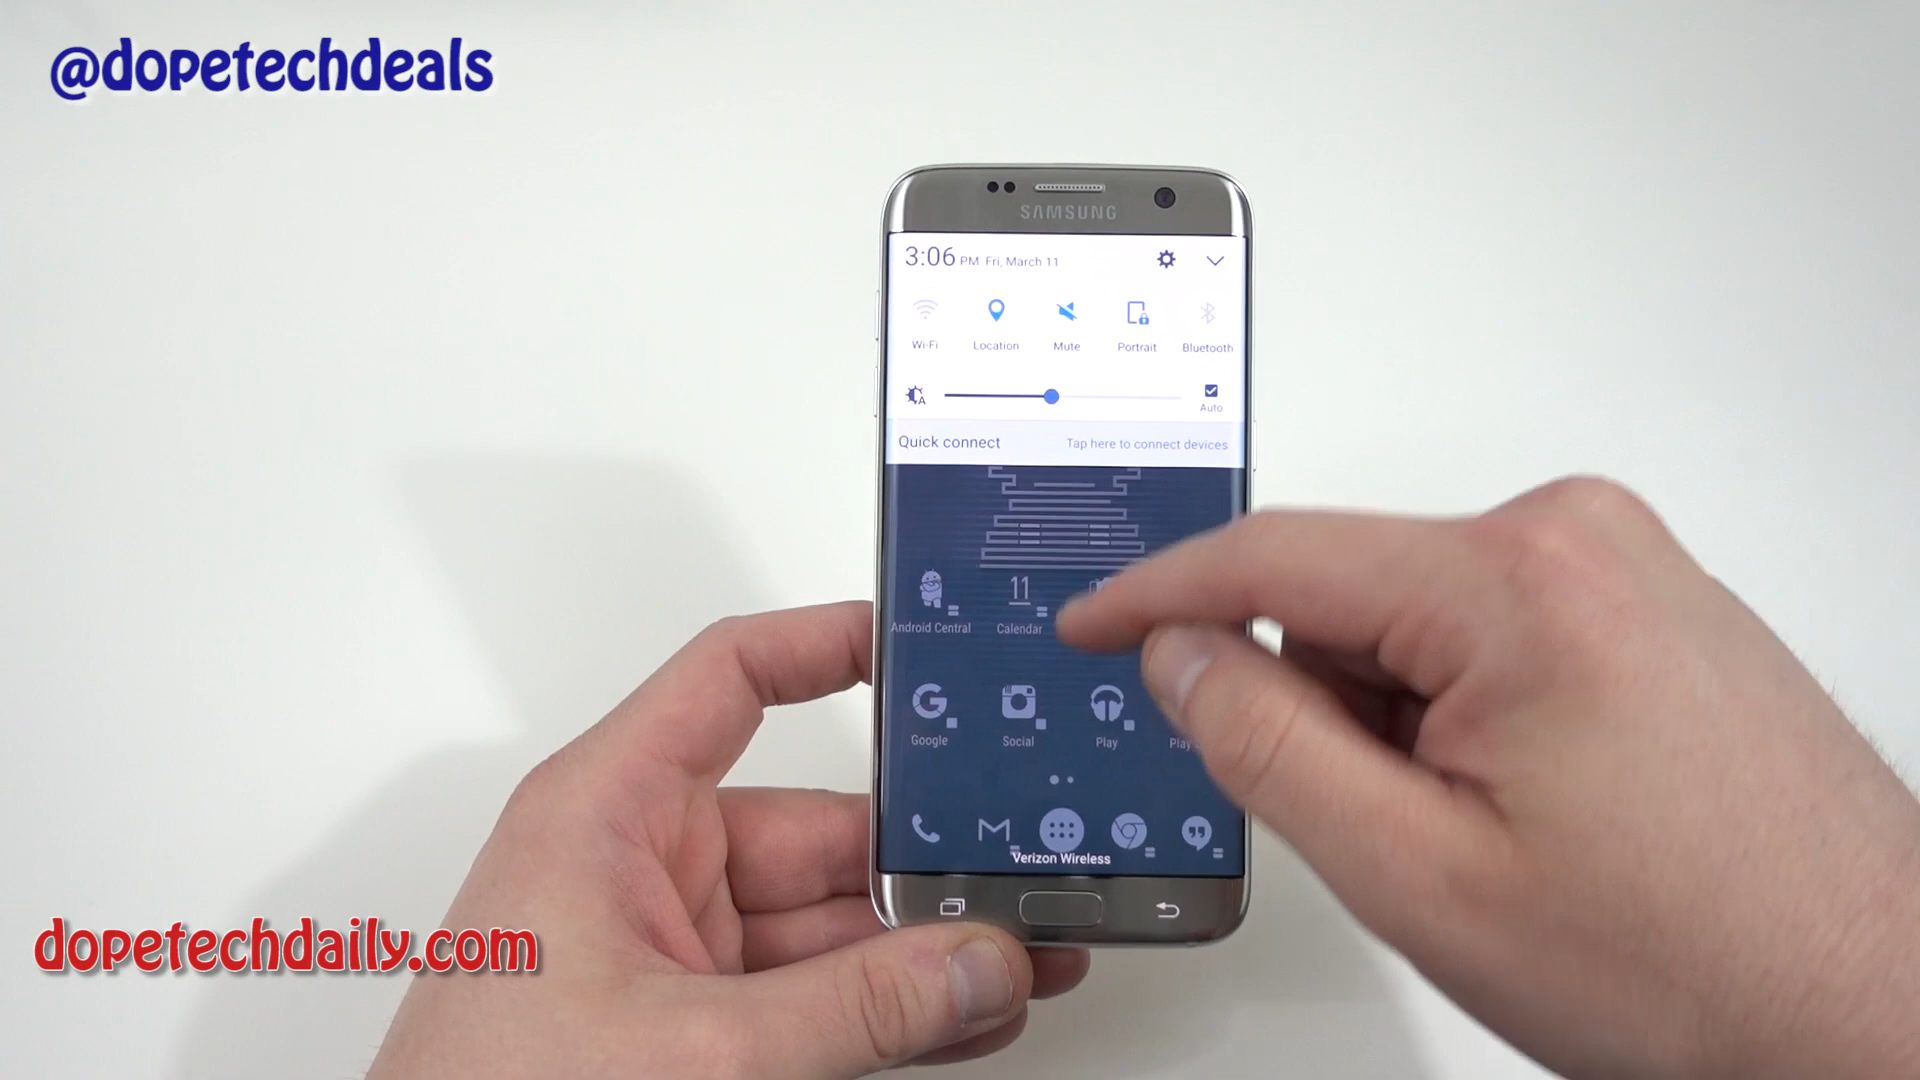 @dopetechdeals
SAMSUNG
3:06 PM Fri, March 11
Wi-Fi Location Mute Portrait Bluetooth
A Auto
Quick connect Tap here to connect devices
11
Android Central Calendar
Google Social Play Play
Verizon Wireless
dopetechdaily.com